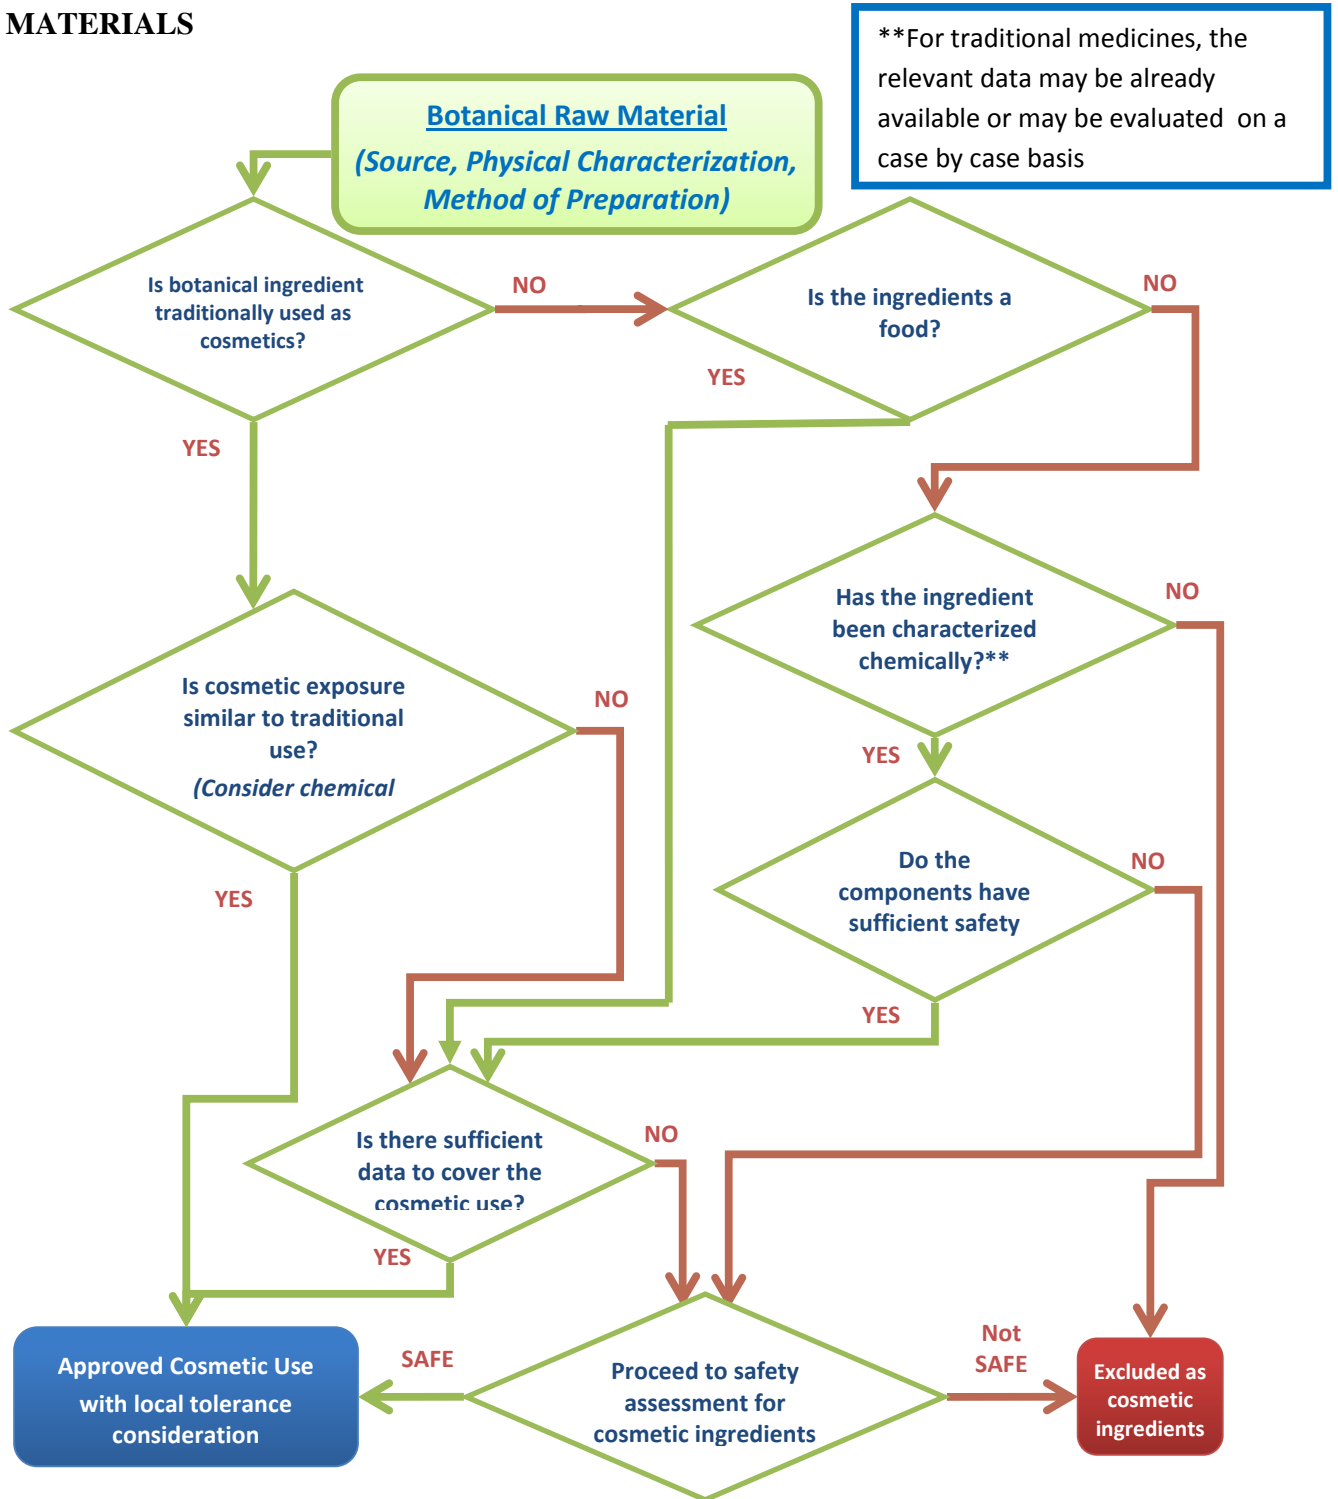 MATERIALS
**For traditional medicines, the
relevant data may be already
available or may be evaluated on a
case by case basis
Botanical Raw Material
(Source, Physical Characterization,
Method of Preparation)
Is botanical ingredient
traditionally used as
cosmetics?
NO
Is the ingredients a
food?
NO
YES
YES
Has the ingredient
been characterized
chemically?**
NO
Is cosmetic exposure
similar to traditional
use?
(Consider chemical
NO
YES
Do the
components have
sufficient safety
NO
YES
YES
Is there sufficient
data to cover the
cosmetic use?
NO
YES
Approved Cosmetic Use
with local tolerance
consideration
SAFE
Proceed to safety
assessment for
cosmetic ingredients
Not
SAFE
Excluded as
cosmetic
ingredients